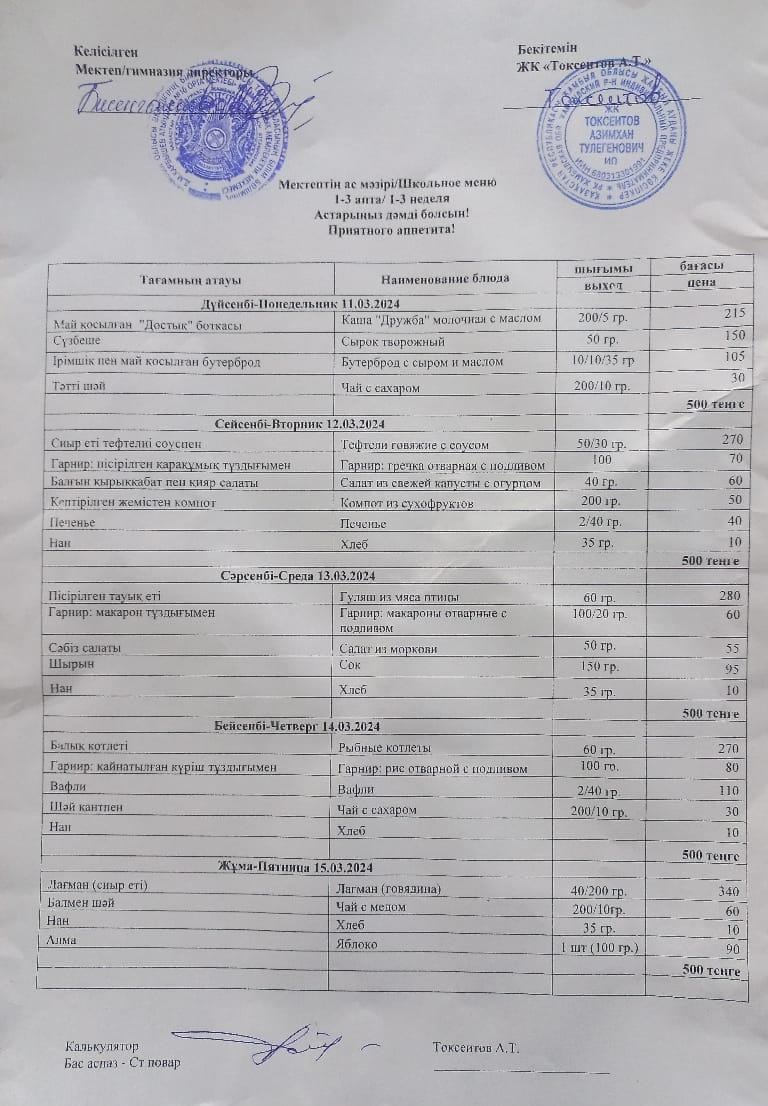 Келісілген
Мектеп/гимназия директоры
Бекітемін
ЖК «Токсеитов А.Т.»
ЖК
ТОКСЕИТОВ
АЗИМХАН
ТУЛЕГЕНОВИЧ
ИП
Мектептің ас мәзірі/Школьное меню
1-3 апта/ 1-3 неделя
Астарыңыз дәмді болсын!
Приятного аппетита!
Тағамның атауы Наименование блюда шығымы выход бағасы цена
Дүйсенбі-Понедельник 11.03.2024
Май қосылған "Достық" ботқасы Каша "Дружба" молочная с маслом 200/5 гр. 215
Сүзбеше Сырок творожный 50 гр. 150
Ірімшік пен май қосылған бутерброд Бутерброд с сыром и маслом 10/10/35 гр 105
Тәтті шәй Чай с сахаром 200/10 гр. 30
500 тенге
Сейсенбі-Вторник 12.03.2024
Сиыр еті тефтелиі соуспен Тефтели говяжие с соусом 50/30 гр. 270
Гарнир: пісірілген қарақұмық тұздығымен Гарнир: гречка отварная с подливом 100 70
Балғын қырыққабат пен қияр салаты Салат из свежей капусты с огурцом 40 гр. 60
Кептірілген жемістен компот Компот из сухофруктов 200 гр. 50
Печенье Печенье 2/40 гр. 40
Нан Хлеб 35 гр. 10
500 тенге
Сәрсенбі-Среда 13.03.2024
Пісірілген тауық еті Гуляш из мяса птицы 60 гр. 280
Гарнир: макарон тұздығымен Гарнир: макароны отварные с 100/20 гр. 60
подливом
Сәбіз салаты Салат из моркови 50 гр. 55
Шырын Сок 150 гр. 95
Нан Хлеб 35 гр. 10
500 тенге
Бейсенбі-Четверг 14.03.2024
Балық котлеті Рыбные котлеты 60 гр. 270
Гарнир: қайнатылған күріш тұздығымен Гарнир: рис отварной с подливом 100 гр. 80
Вафли Вафли 2/40 гр. 110
Шәй кантпен Чай с сахаром 200/10 гр. 30
Нан Хлеб 10
500 тенге
Жұма-Пятница 15.03.2024
Лағман (сиыр еті) Лагман (говядина) 40/200 гр. 340
Балмен шәй Чай с медом 200/10гр. 60
Нан Хлеб 35 гр. 10
Алма Яблоко 1 шт (100 гр.) 90
500 тенге
Калькулятор Токсеитов А.Т.
Бас аспаз - Ст повар